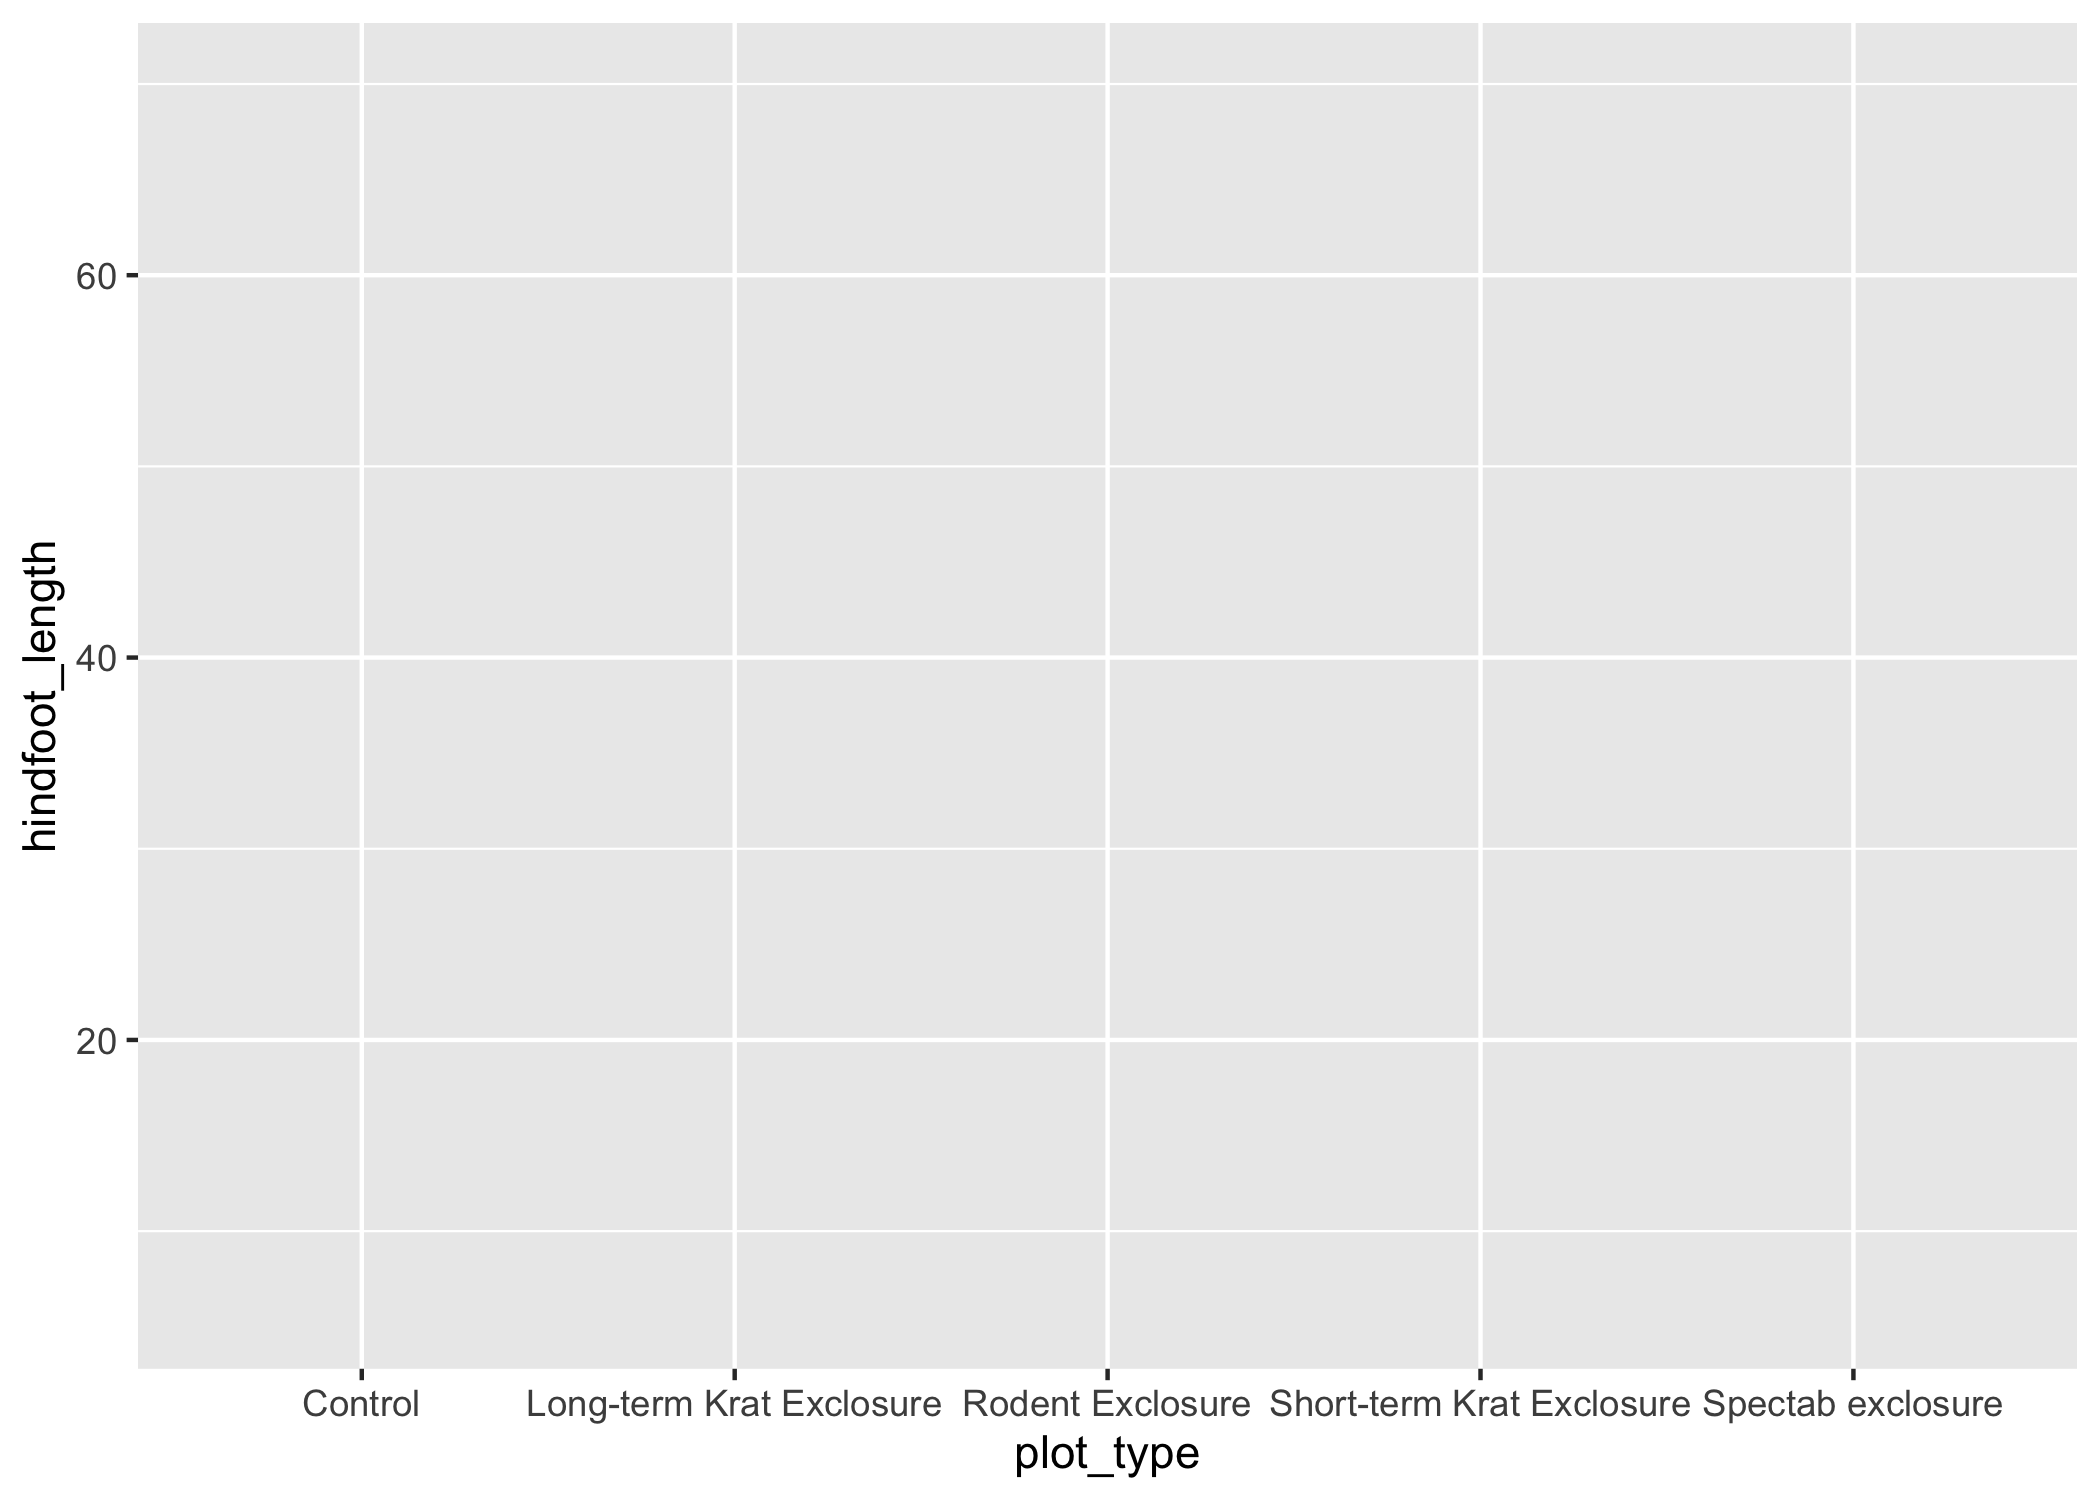 hindfoot_length
60
40
20
Control Long-term Krat Exclosure Rodent Exclosure Short-term Krat Exclosure Spectab exclosure
plot_type